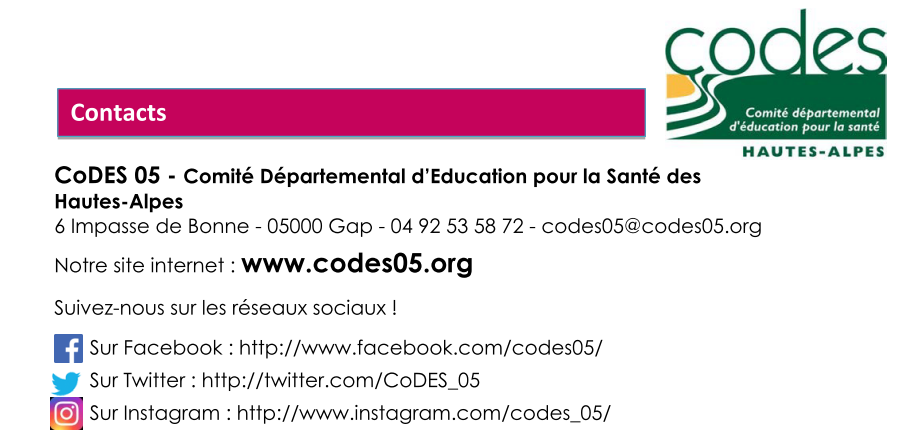 codes
Comité départemental
d'éducation pour la santé
HAUTES-ALPES
Contacts
CoDES 05 - Comité Départemental d’Education pour la Santé des
Hautes-Alpes
6 Impasse de Bonne - 05000 Gap - 04 92 53 58 72 - codes05@codes05.org
Notre site internet : www.codes05.org
Suivez-nous sur les réseaux sociaux !
Sur Facebook : http://www.facebook.com/codes05/
Sur Twitter : http://twitter.com/CoDES_05
Sur Instagram : http://www.instagram.com/codes_05/